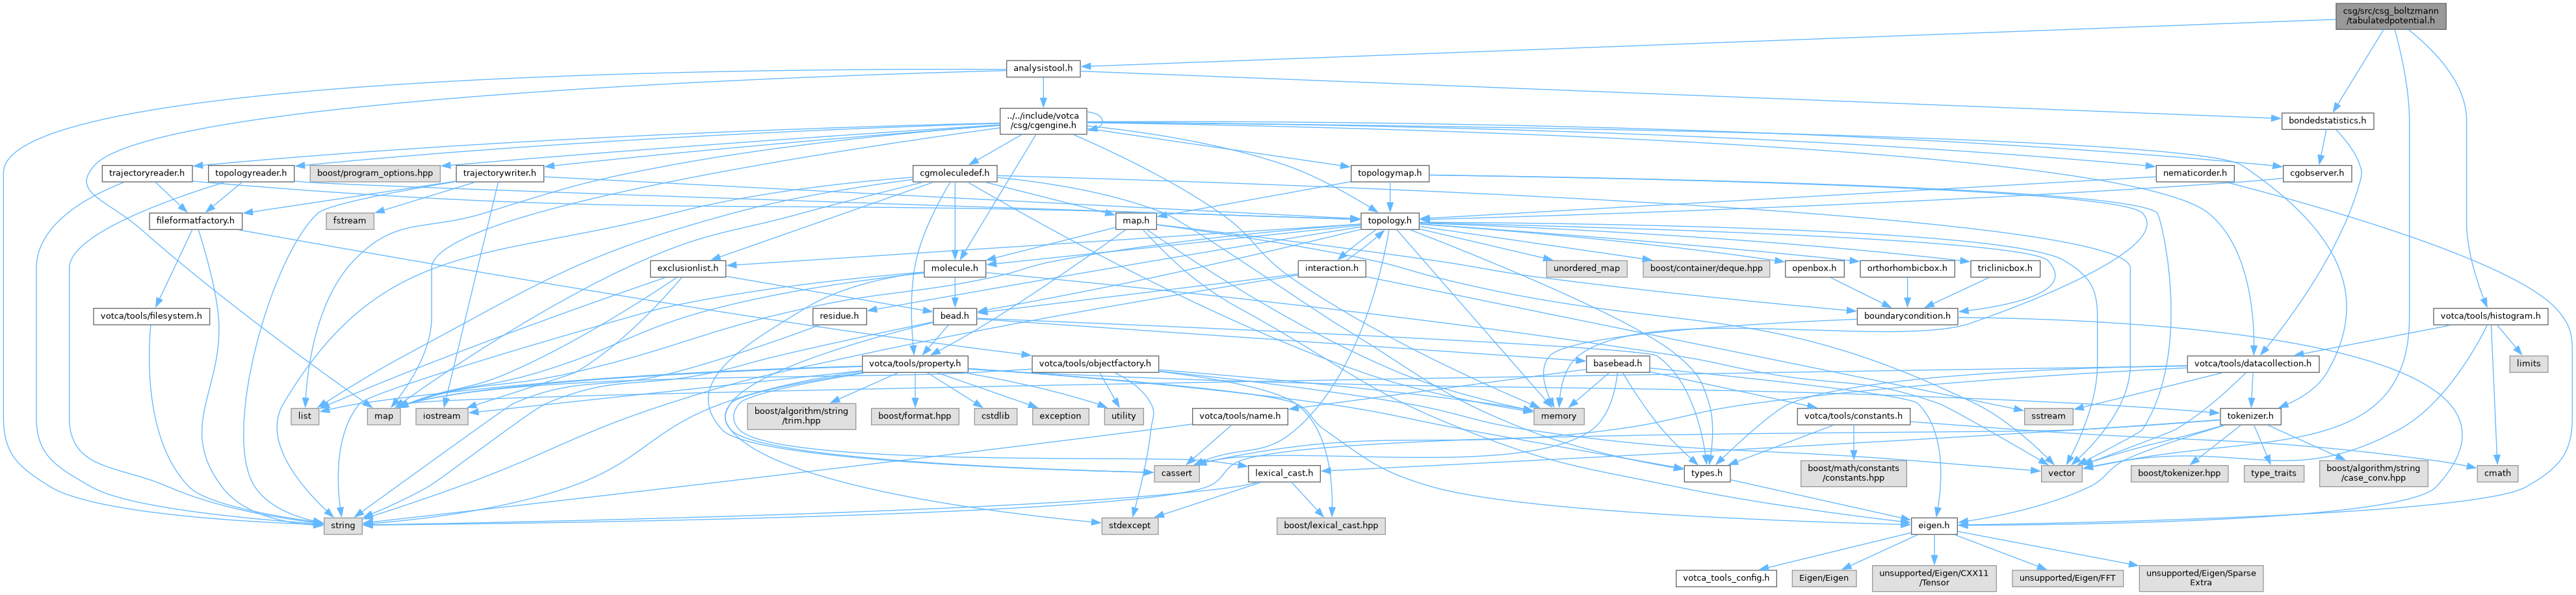 csg/src/csg_boltzmann
/tabulatedpotential.h
analysistool.h
../../include/votca
/csg/cgengine.h
bondedstatistics.h
trajectoryreader.h
topologyreader.h
boost/program_options.hpp
trajectorywriter.h
cgmoleculedef.h
topologymap.h
nematicorder.h
cgobserver.h
fileformatfactory.h
fstream
map.h
topology.h
exclusionlist.h
molecule.h
interaction.h
unordered_map
boost/container/deque.hpp
openbox.h
orthorhombicbox.h
triclinicbox.h
votca/tools/filesystem.h
residue.h
bead.h
boundarycondition.h
votca/tools/histogram.h
votca/tools/property.h
votca/tools/objectfactory.h
basebead.h
votca/tools/datacollection.h
limits
list
map
iostream
boost/algorithm/string
/trim.hpp
boost/format.hpp
cstdlib
exception
utility
votca/tools/name.h
memory
votca/tools/constants.h
sstream
tokenizer.h
cassert
lexical_cast.h
types.h
boost/math/constants
/constants.hpp
vector
boost/tokenizer.hpp
type_traits
boost/algorithm/string
/case_conv.hpp
cmath
string
stdexcept
boost/lexical_cast.hpp
eigen.h
votca_tools_config.h
Eigen/Eigen
unsupported/Eigen/CXX11
/Tensor
unsupported/Eigen/FFT
unsupported/Eigen/Sparse
Extra